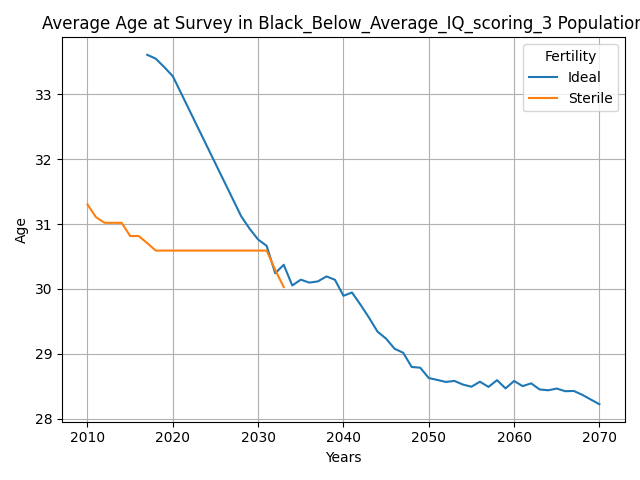 Average Age at Survey in Black_Below_Average_IQ_scoring_3 Population
Fertility
Ideal
Sterile
33
32
31
30
29
28
Age
2010 2020 2030 2040 2050 2060 2070
Years